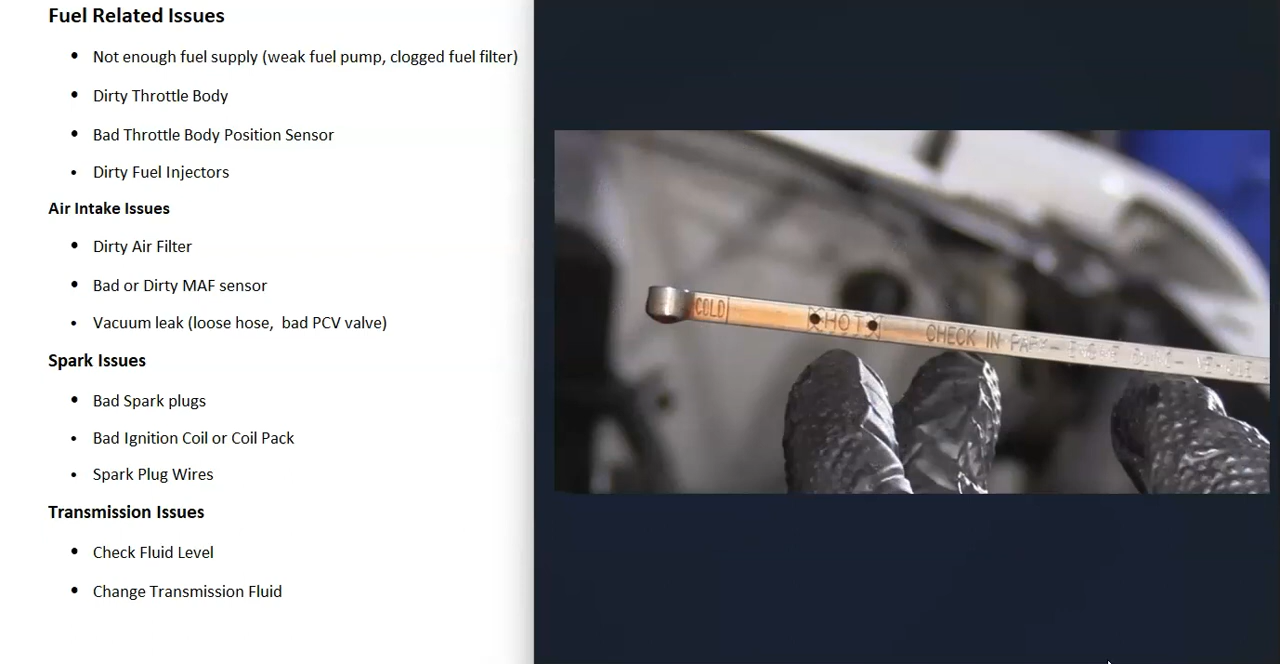 Fuel Related Issues
Not enough fuel supply (weak fuel pump, clogged fuel filter)
Dirty Throttle Body
Bad Throttle Body Position Sensor
Dirty Fuel Injectors
Air Intake Issues
Dirty Air Filter
Bad or Dirty MAF sensor
Vacuum leak (loose hose,  bad PCV valve)
Spark Issues
Bad Spark plugs
Bad Ignition Coil or Coil Pack
Spark Plug Wires
Transmission Issues
Check Fluid Level
Change Transmission Fluid
COLD HOT CHECK IN PARK-